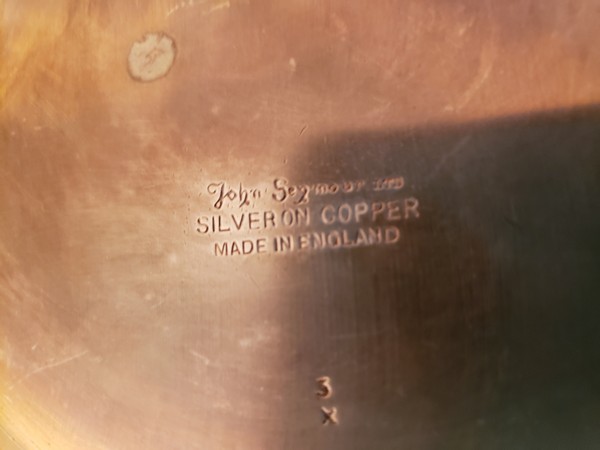 John Seymour LTD
SILVER ON COPPER
MADE IN ENGLAND
3
X